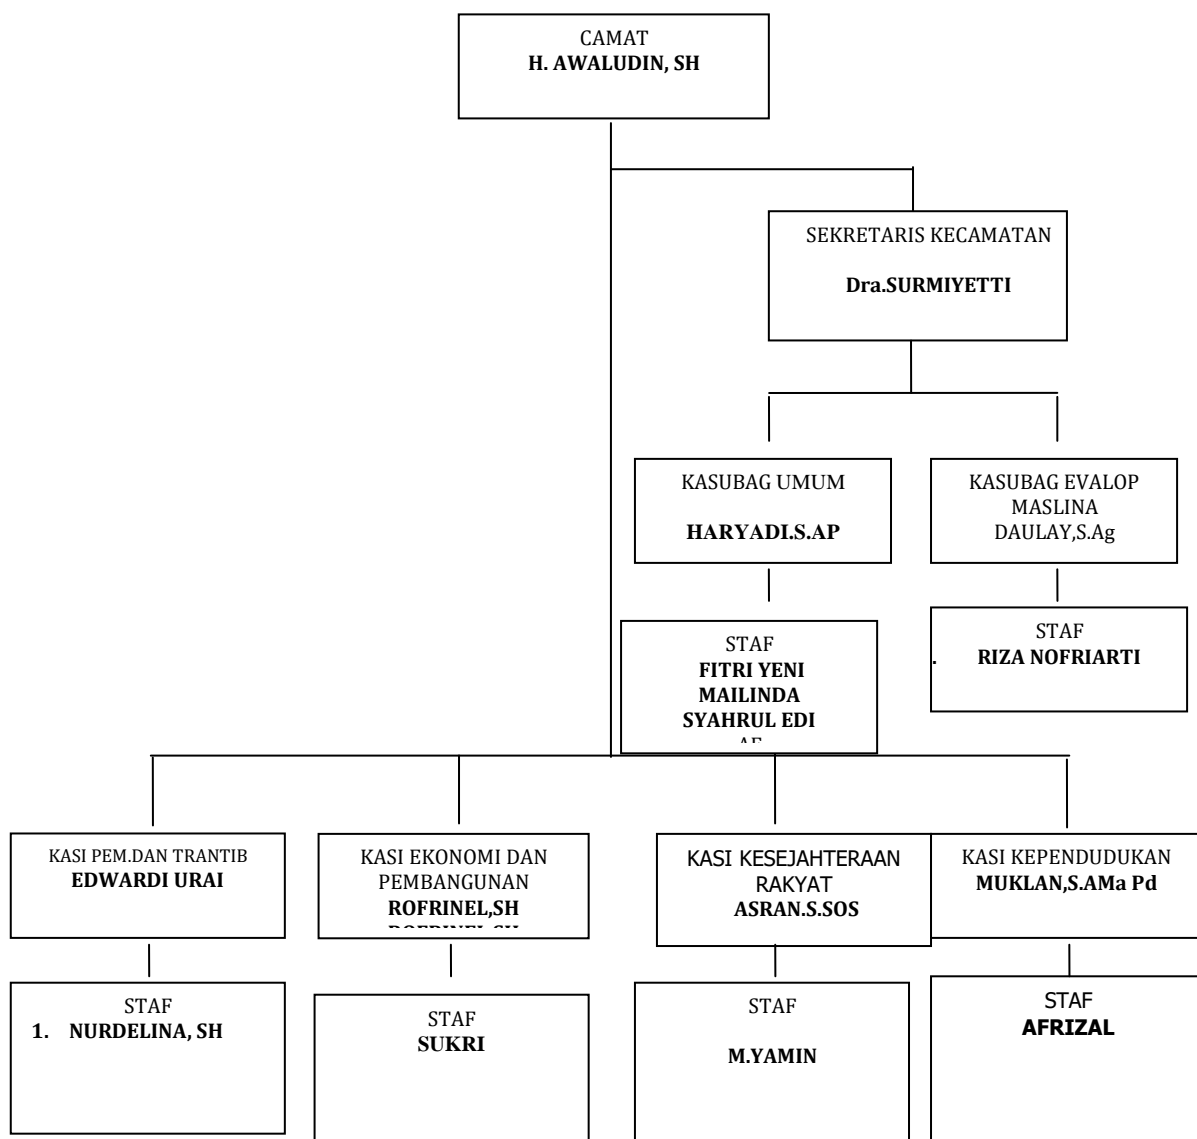 CAMAT
H. AWALUDIN, SH
SEKRETARIS KECAMATAN
Dra.SURMIYETTI
KASUBAG UMUM
HARYADI.S.AP
KASUBAG EVALOP
MASLINA
DAULAY,S.Ag
STAF
FITRI YENI
MAILINDA
SYAHRUL EDI
STAF
. RIZA NOFRIARTI
KASI PEM.DAN TRANTIB
EDWARDI URAI
KASI EKONOMI DAN
PEMBANGUNAN
ROFRINEL,SH
ROFRINEL,SH
KASI KESEJAHTERAAN
RAKYAT
ASRAN.S.SOS
KASI KEPENDUDUKAN
MUKLAN,S.AMa Pd
STAF
1. NURDELINA, SH
STAF
SUKRI
STAF
M.YAMIN
STAF
AFRIZAL